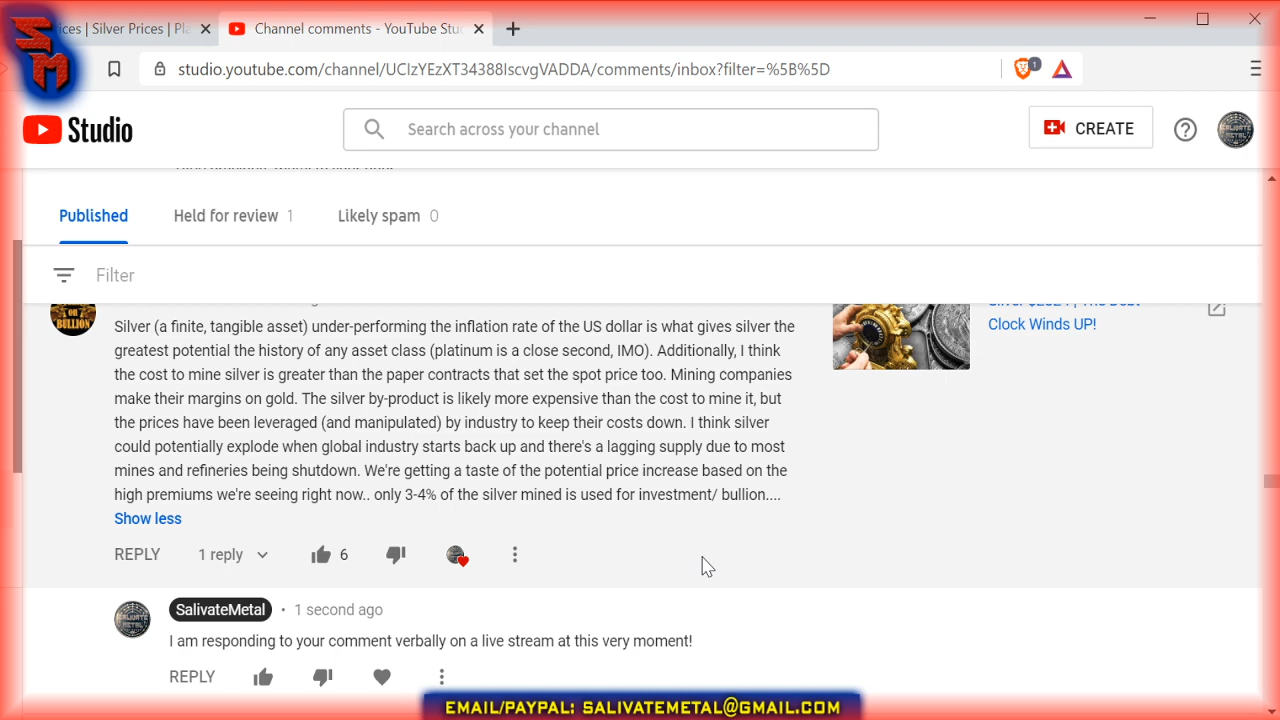 SM
ices | Silver Prices | Pla
Channel comments - YouTube Stu
studio.youtube.com/channel/UCIzYEzXT34388IscvgVADDA/comments/inbox?filter=%5B%5D
1
Studio
Search across your channel
CREATE
Published
Held for review 1
Likely spam 0
Filter
ON
BULLION
Silver (a finite, tangible asset) under-performing the inflation rate of the US dollar is what gives silver the
greatest potential the history of any asset class (platinum is a close second, IMO). Additionally, I think
the cost to mine silver is greater than the paper contracts that set the spot price too. Mining companies
make their margins on gold. The silver by-product is likely more expensive than the cost to mine it, but
the prices have been leveraged (and manipulated) by industry to keep their costs down. I think silver
could potentially explode when global industry starts back up and there's a lagging supply due to most
mines and refineries being shutdown. We're getting a taste of the potential price increase based on the
high premiums we're seeing right now.. only 3-4% of the silver mined is used for investment/ bullion....
Show less
Clock Winds UP!
REPLY
1 reply
6
SalivateMetal • 1 second ago
I am responding to your comment verbally on a live stream at this very moment!
REPLY
EMAIL/PAYPAL: SALIVATEMETAL@GMAIL.COM